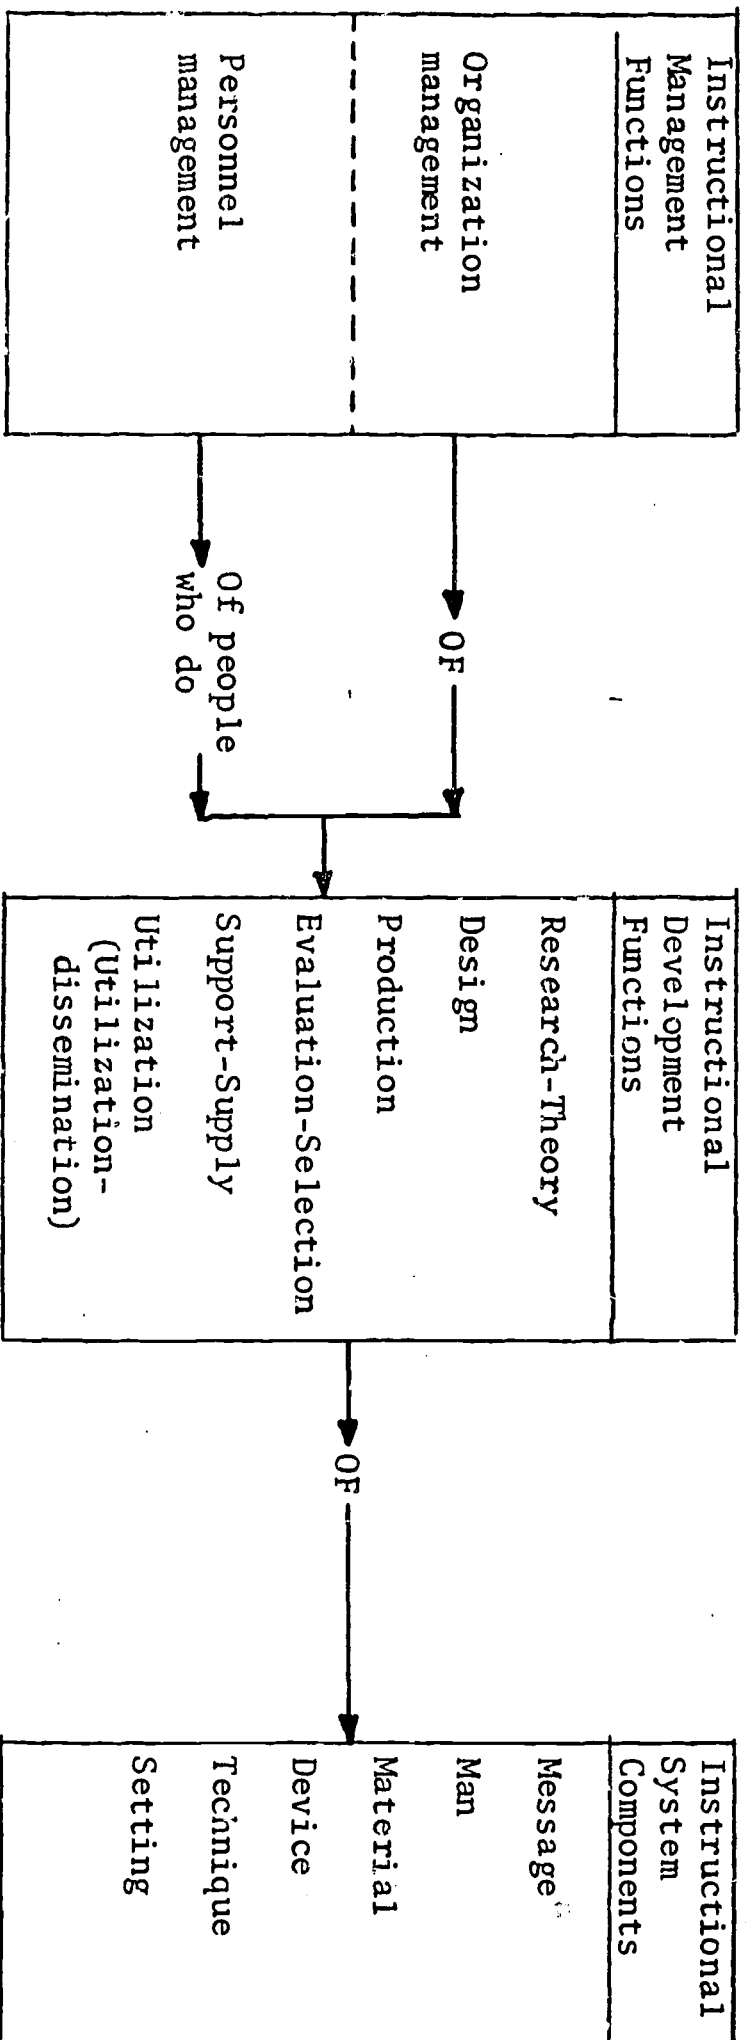 Instructional
Management
Functions
Organization
management
Personnel
management
OF
Of people
who do
Instructional
Development
Functions
Research-Theory
Design
Production
Evaluation-Selection
Support-Supply
Utilization
(Utilization-
dissemination)
OF
Instructional
System
Components
Message
Man
Material
Device
Technique
Setting